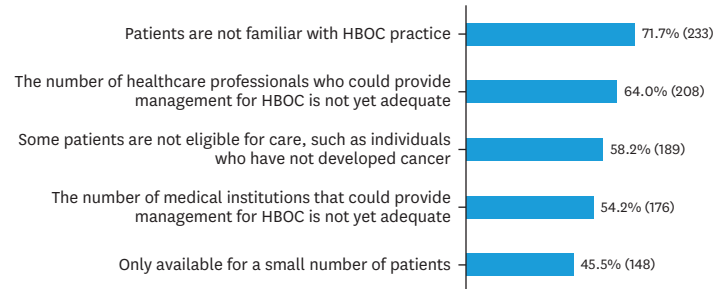 Patients are not familiar with HBOC practice 71.7% (233)
The number of healthcare professionals who could provide
management for HBOC is not yet adequate 64.0% (208)
Some patients are not eligible for care, such as individuals
who have not developed cancer 58.2% (189)
The number of medical institutions that could provide
management for HBOC is not yet adequate 54.2% (176)
Only available for a small number of patients 45.5% (148)